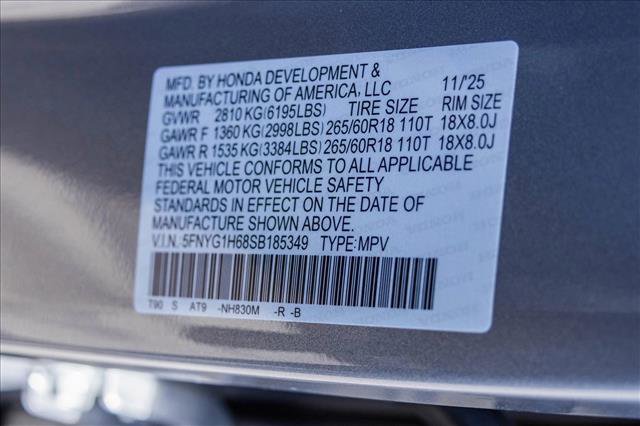 MFD. BY HONDA DEVELOPMENT &
MANUFACTURING OF AMERICA, LLC 11/'25
GVWR 2810 KG(6195LBS) TIRE SIZE RIM SIZE
GAWR F 1360 KG(2998LBS) 265/60R18 110T 18X8.0J
GAWR R 1535 KG(3384LBS) 265/60R18 110T 18X8.0J
THIS VEHICLE CONFORMS TO ALL APPLICABLE
FEDERAL MOTOR VEHICLE SAFETY
STANDARDS IN EFFECT ON THE DATE OF
MANUFACTURE SHOWN ABOVE.
V.I.N.:5FNYG1H68SB185349 TYPE:MPV
T90 S AT9 -NH830M -R -B